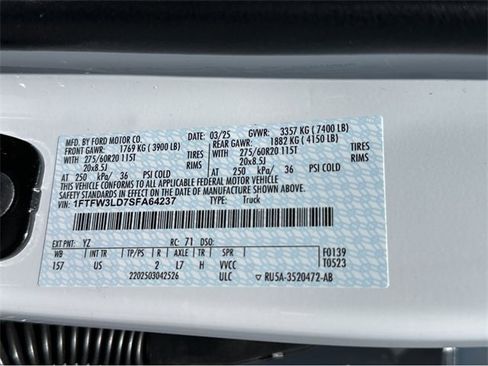 MFD. BY FORD MOTOR CO. 03/25 GVWR: 3357 KG ( 7400 LB)
FRONT GAWR: 1769 KG ( 3900 LB) REAR GAWR: 1882 KG ( 4150 LB)
WITH 275/60R20 115T TIRES WITH 275/60R20 115T TIRES
20x8.5J RIMS 20x8.5J RIMS
AT 250 kPa/ 36 PSI COLD AT 250 kPa/ 36 PSI COLD
THIS VEHICLE CONFORMS TO ALL APPLICABLE FEDERAL MOTOR VEHICLE
SAFETY STANDARDS IN EFFECT ON THE DATE OF MANUFACTURE SHOWN ABOVE.
VIN: 1FTFW3LD7SFA64237 TYPE: Truck
EXT PNT: YZ RC: 71 DSO:
WB INT TR TP/PS R AXLE TR SPR F0139
157 US 2 L7 H VVCC T0523
2202503042526 ULC RU5A-3520472-AB